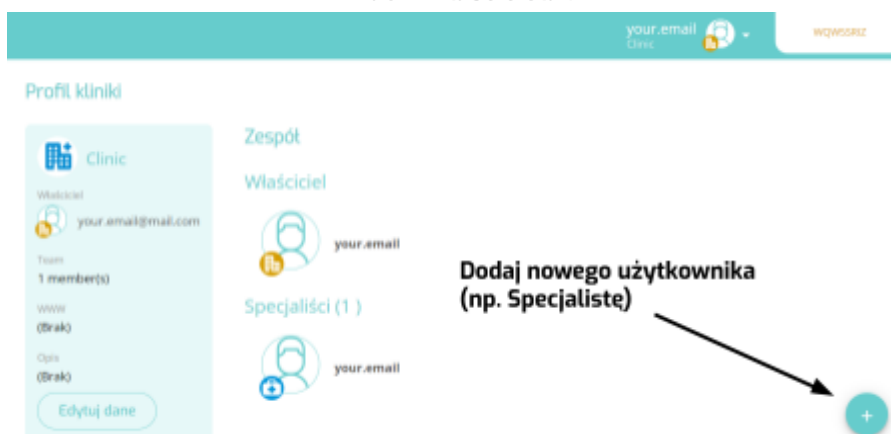 your.email
Clinic
Profil kliniki
Clinic
Właściciel
your.email@mail.com
Team
1 member(s)
WWW
(Brak)
Opis
(Brak)
Edytuj dane
Zespół
Właściciel
your.email
Specjaliści (1 )
your.email
Dodaj nowego użytkownika
(np. Specjalistę)
+